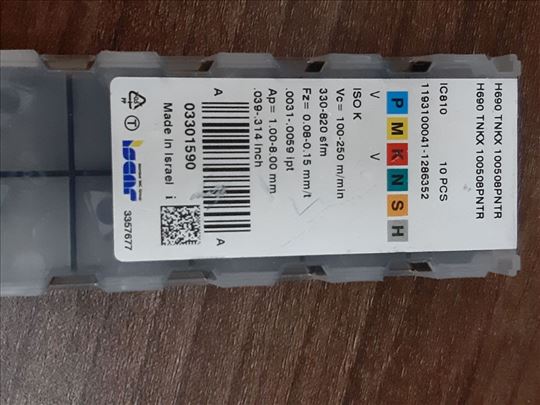 H690 TNKX 100508PNTR
H690 TNKX 100508PNTR
IC810 10 PCS
1193100041-1286352
P M K N S H
V V
ISO K
Vc= 100-250 m/min
330-820 sfm
Fz= 0.08-0.15 mm/t
.0031-.0059 ipt
Ap= 1.00-8.00 mm
.039-.314 inch
A A
03301590
Made in Israel i
PP
T
ISCAR
3357677